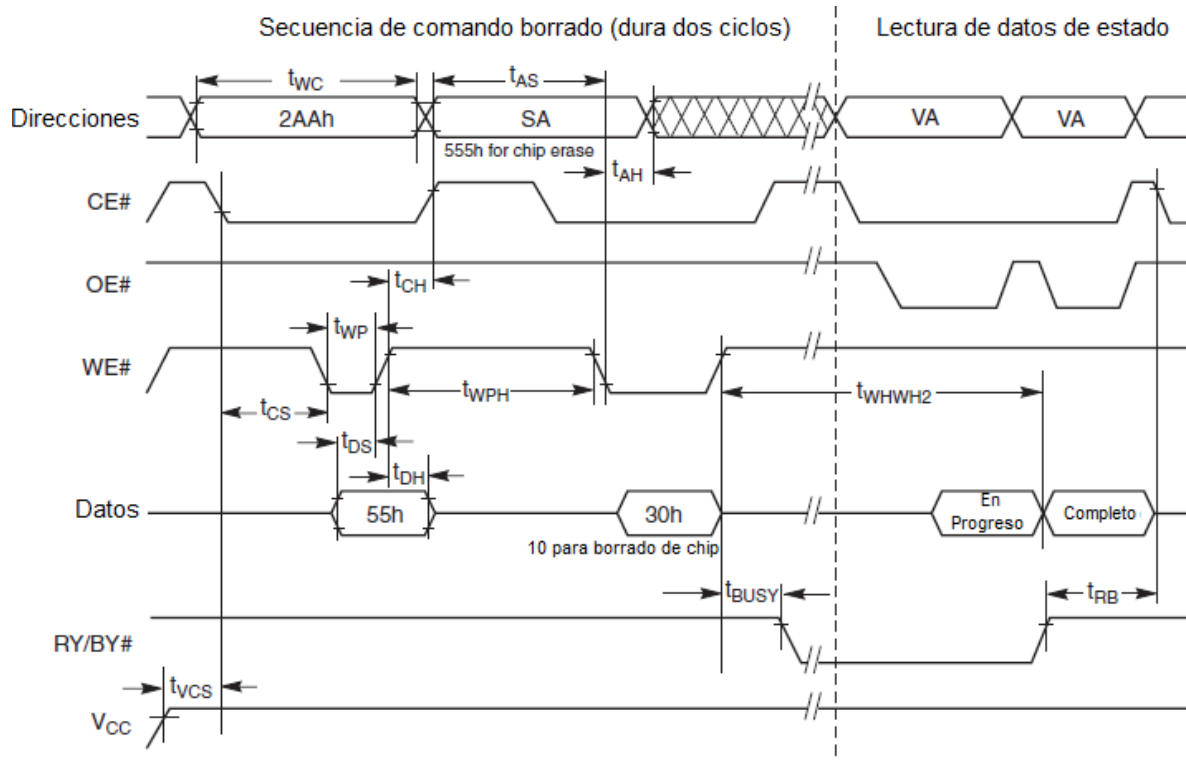 Secuencia de comando borrado (dura dos ciclos)
Lectura de datos de estado
tWC
tAS
Direcciones
2AAh
SA
VA
VA
555h for chip erase
tAH
CE#
OE#
tCH
tWP
WE#
tWPH
tWHWH2
tCS
tDS
tDH
Datos
55h
30h
En
Progreso
Completo
10 para borrado de chip
tBUSY
tRB
RY/BY#
tVCS
VCC